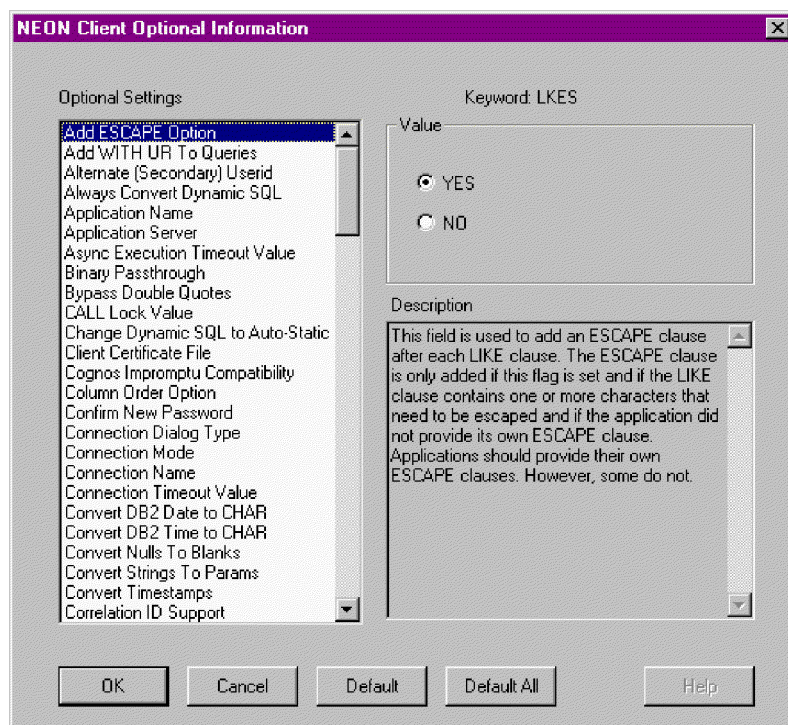 NEON Client Optional Information
Optional Settings
Add ESCAPE Option
Add WITH UR To Queries
Alternate (Secondary) Userid
Always Convert Dynamic SQL
Application Name
Application Server
Async Execution Timeout Value
Binary Passthrough
Bypass Double Quotes
CALL Lock Value
Change Dynamic SQL to Auto-Static
Client Certificate File
Cognos Impromptu Compatibility
Column Order Option
Confirm New Password
Connection Dialog Type
Connection Mode
Connection Name
Connection Timeout Value
Convert DB2 Date to CHAR
Convert DB2 Time to CHAR
Convert Nulls To Blanks
Convert Strings To Params
Convert Timestamps
Correlation ID Support
Keyword: LKES
Value
YES
NO
Description
This field is used to add an ESCAPE clause
after each LIKE clause. The ESCAPE clause
is only added if this flag is set and if the LIKE
clause contains one or more characters that
need to be escaped and if the application did
not provide its own ESCAPE clause.
Applications should provide their own
ESCAPE clauses. However, some do not.
OK
Cancel
Default
Default All
Help